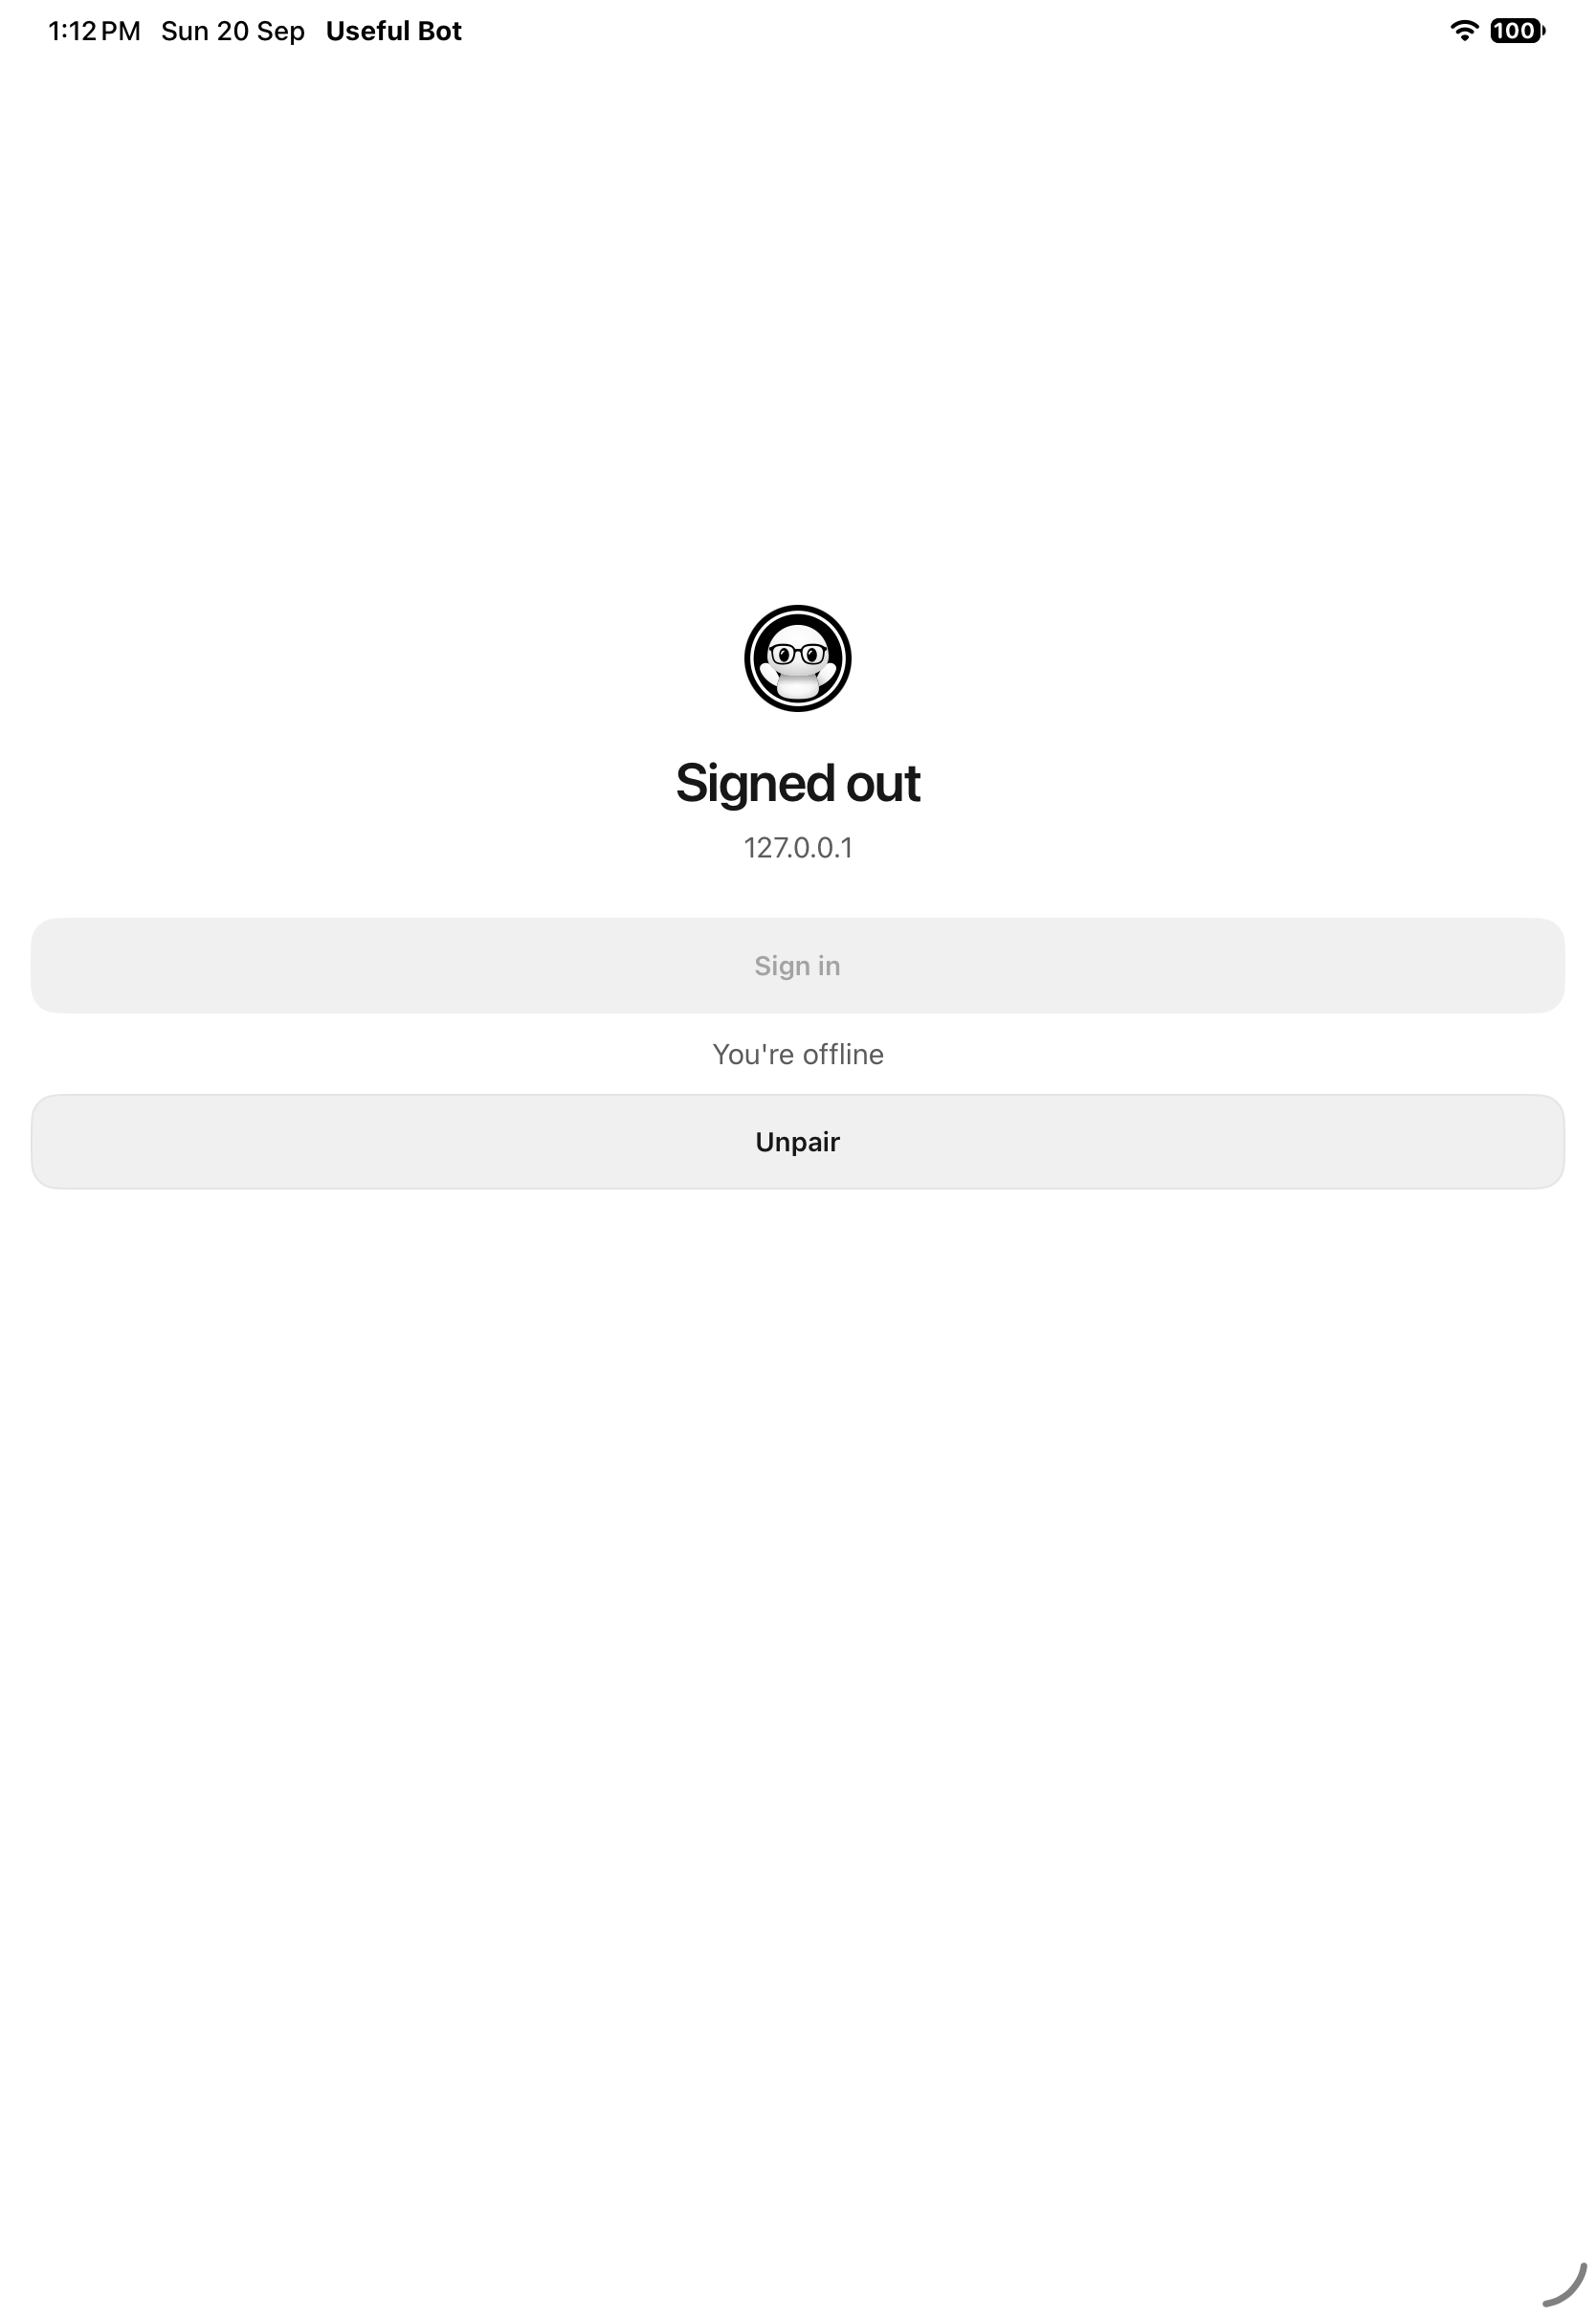 1:12 PM Sun 20 Sep Useful Bot 100
Signed out
127.0.0.1
Sign in
You're offline
Unpair